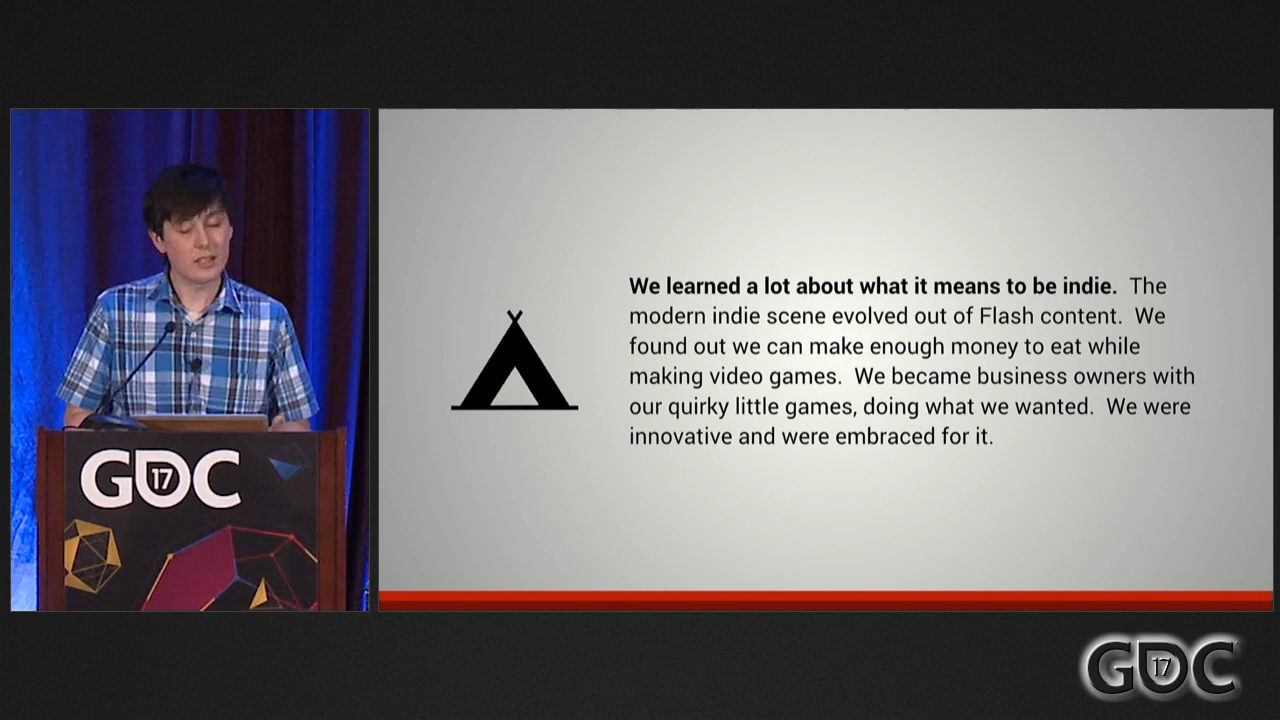 We learned a lot about what it means to be indie.  The
modern indie scene evolved out of Flash content.  We
found out we can make enough money to eat while
making video games.  We became business owners with
our quirky little games, doing what we wanted.  We were
innovative and were embraced for it.
GDC 17
GDC 17